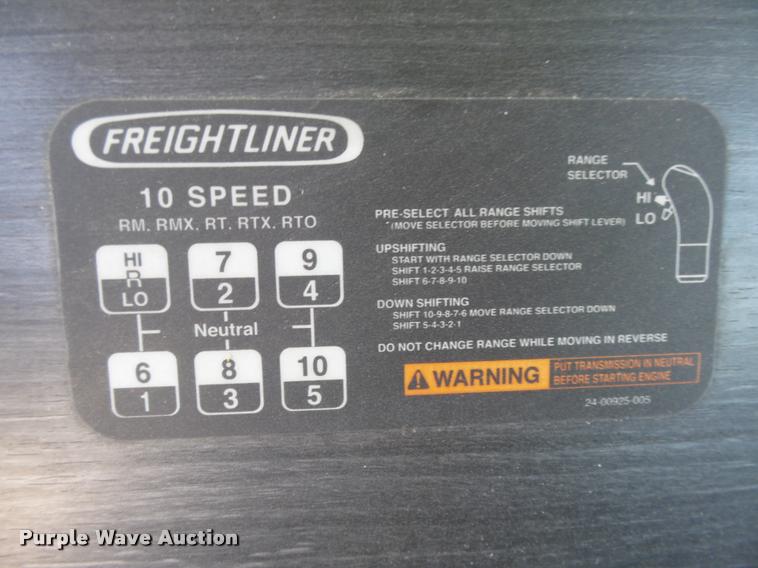 FREIGHTLINER
10 SPEED
RM, RMX, RT, RTX, RTO
HI
R
LO
7
2
9
4
Neutral
6
1
8
3
10
5
RANGE
SELECTOR
HI
LO
PRE-SELECT ALL RANGE SHIFTS
(MOVE SELECTOR BEFORE MOVING SHIFT LEVER)
UPSHIFTING
START WITH RANGE SELECTOR DOWN
SHIFT 1-2-3-4-5 RAISE RANGE SELECTOR
SHIFT 6-7-8-9-10
DOWN SHIFTING
SHIFT 10-9-8-7-6 MOVE RANGE SELECTOR DOWN
SHIFT 5-4-3-2-1
DO NOT CHANGE RANGE WHILE MOVING IN REVERSE
WARNING
PUT TRANSMISSION IN NEUTRAL
BEFORE STARTING ENGINE
24-00925-005
Purple Wave Auction